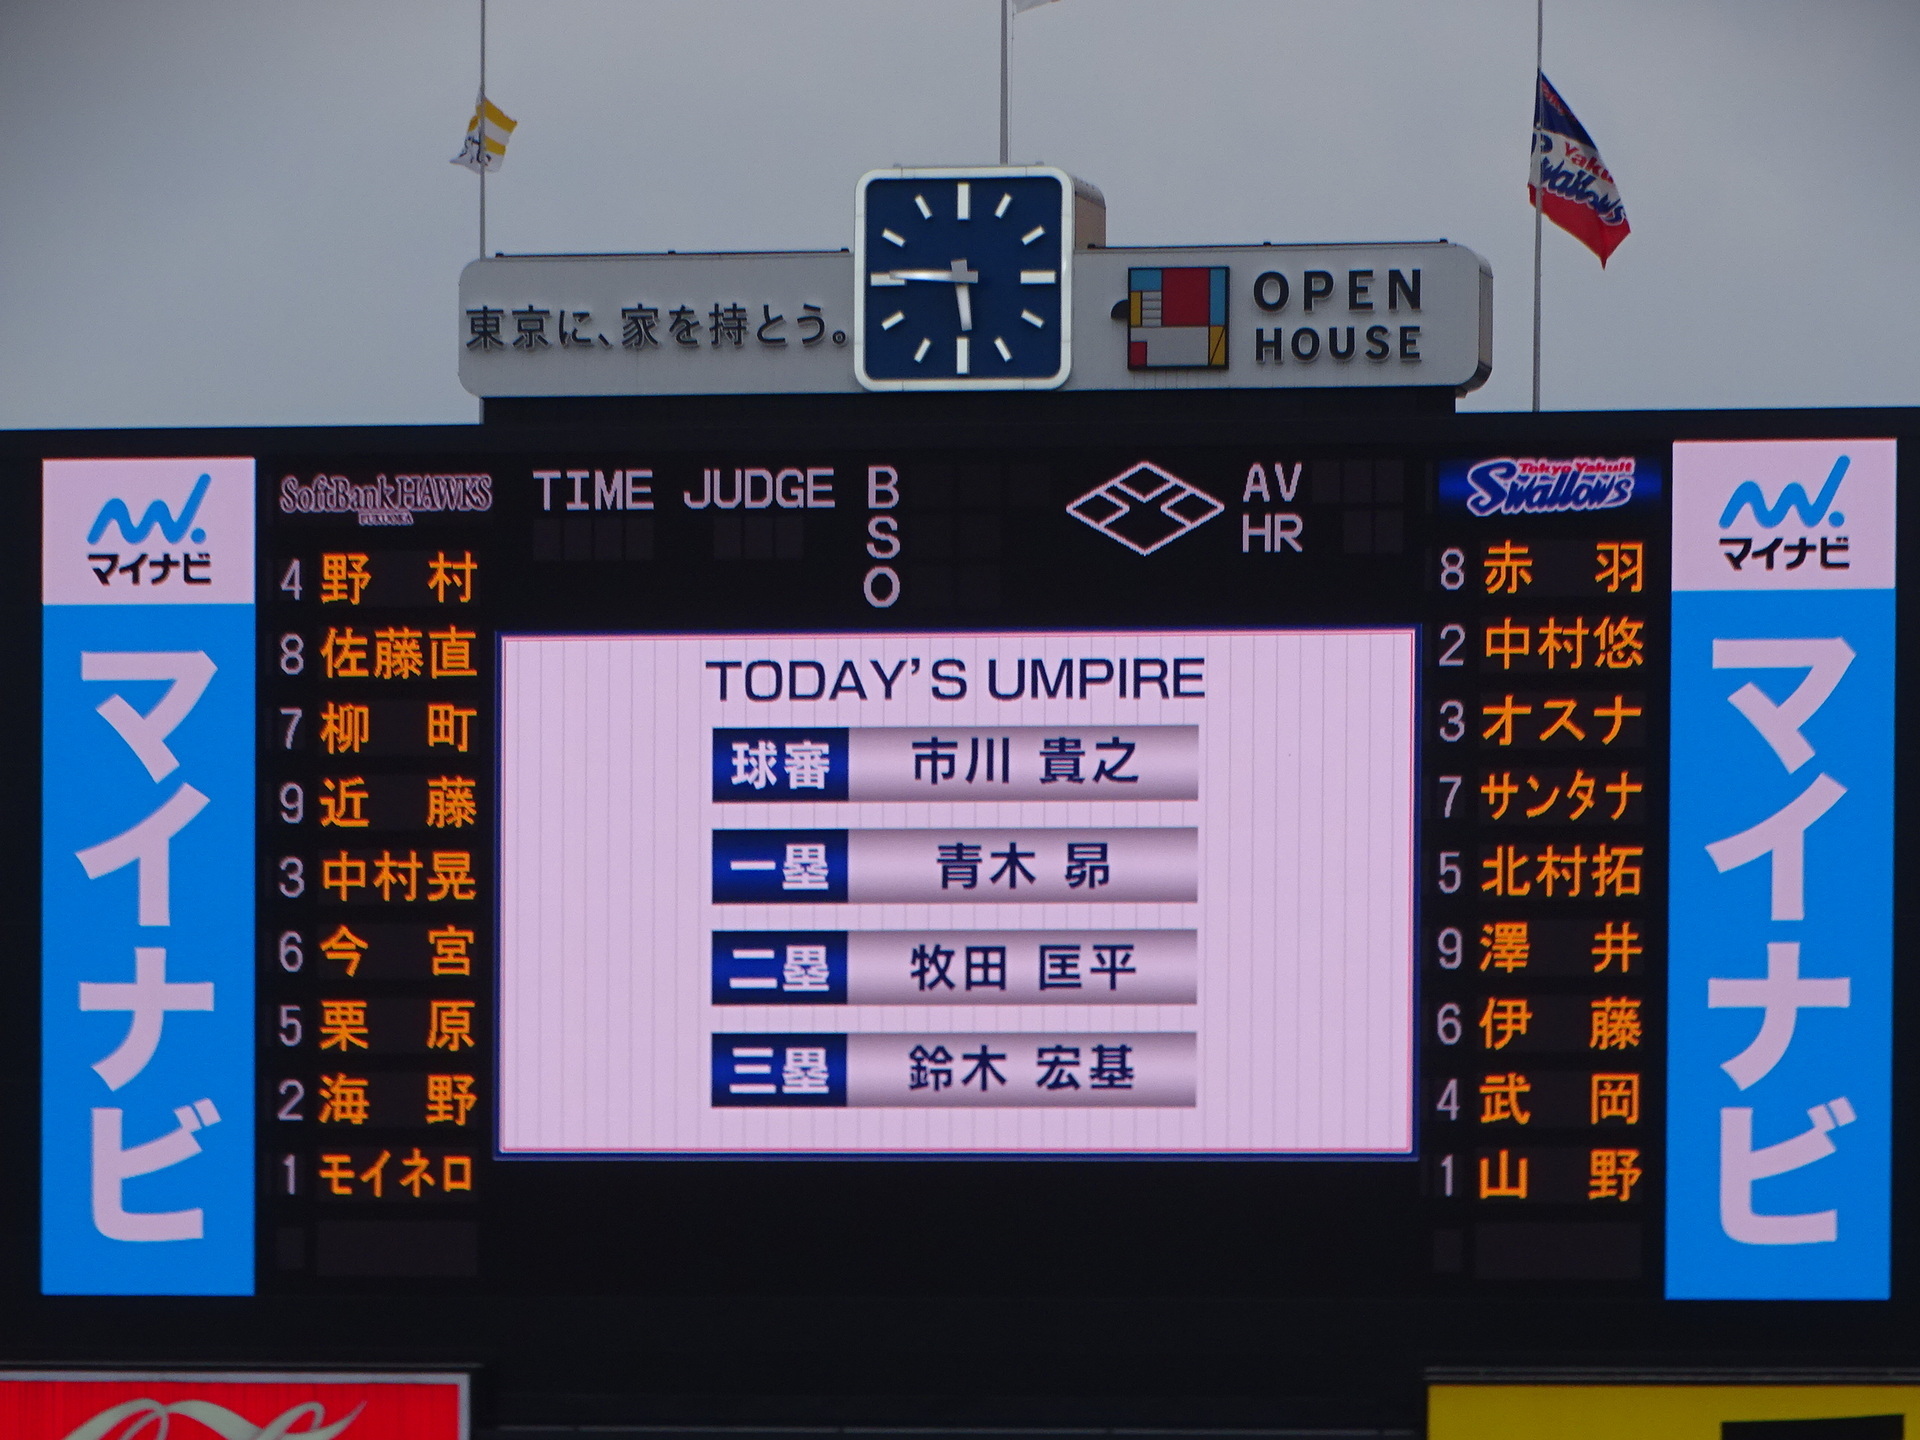 Yakult
Swallows
東京に、家を持とう。
OPEN
HOUSE
マイナビ
マイナビ
SoftBank HAWKS
FUKUOKA
4 野村
8 佐藤直
7 柳町
9 近藤
3 中村晃
6 今宮
5 栗原
2 海野
1 モイネロ
TIME JUDGE B
S
O
AV
HR
TODAY'S UMPIRE
球審 市川 貴之
一塁 青木 昴
二塁 牧田 匡平
三塁 鈴木 宏基
Tokyo Yakult
Swallows
8 赤羽
2 中村悠
3 オスナ
7 サンタナ
5 北村拓
9 澤井
6 伊藤
4 武岡
1 山野
マイナビ
マイナビ